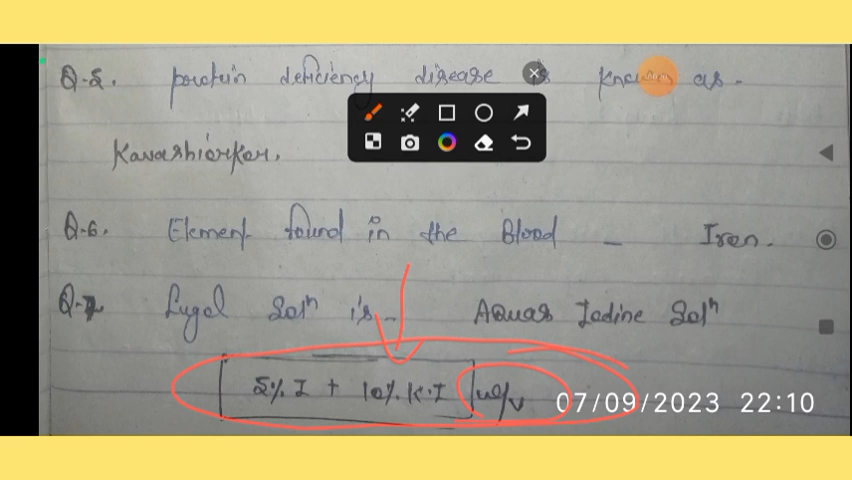 Q-5. protein deficiency disease is known as -
Kawashiorkor.
Q-6. Element found in the Blood - Iron.
Q-7 Lugol Solⁿ is - Aquas Iodine Solⁿ
5% I + 10% K.I w/v
07/09/2023 22:10